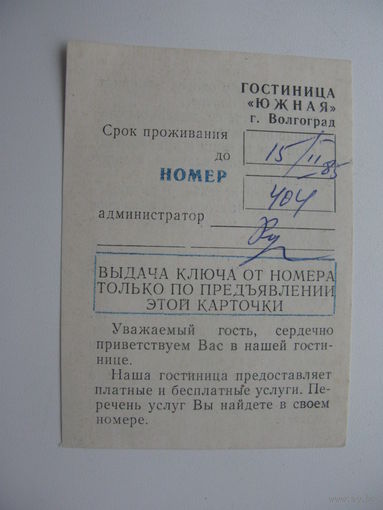 ГОСТИНИЦА
«ЮЖНАЯ»
г. Волгоград
Срок проживания
до 15/II 85
НОМЕР 404
администратор
ВЫДАЧА КЛЮЧА ОТ НОМЕРА
ТОЛЬКО ПО ПРЕДЪЯВЛЕНИИ
ЭТОЙ КАРТОЧКИ
Уважаемый гость, сердечно
приветствуем Вас в нашей гости-
нице.
Наша гостиница предоставляет
платные и бесплатные услуги. Пе-
речень услуг Вы найдете в своем
номере.